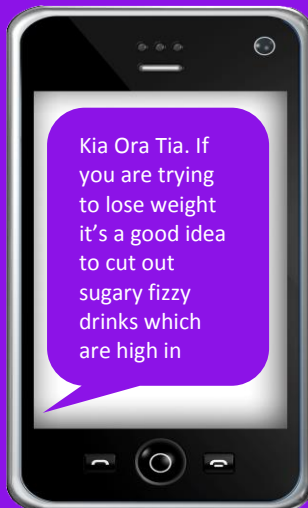 Kia Ora Tia. If
you are trying
to lose weight
it’s a good idea
to cut out
sugary fizzy
drinks which
are high in